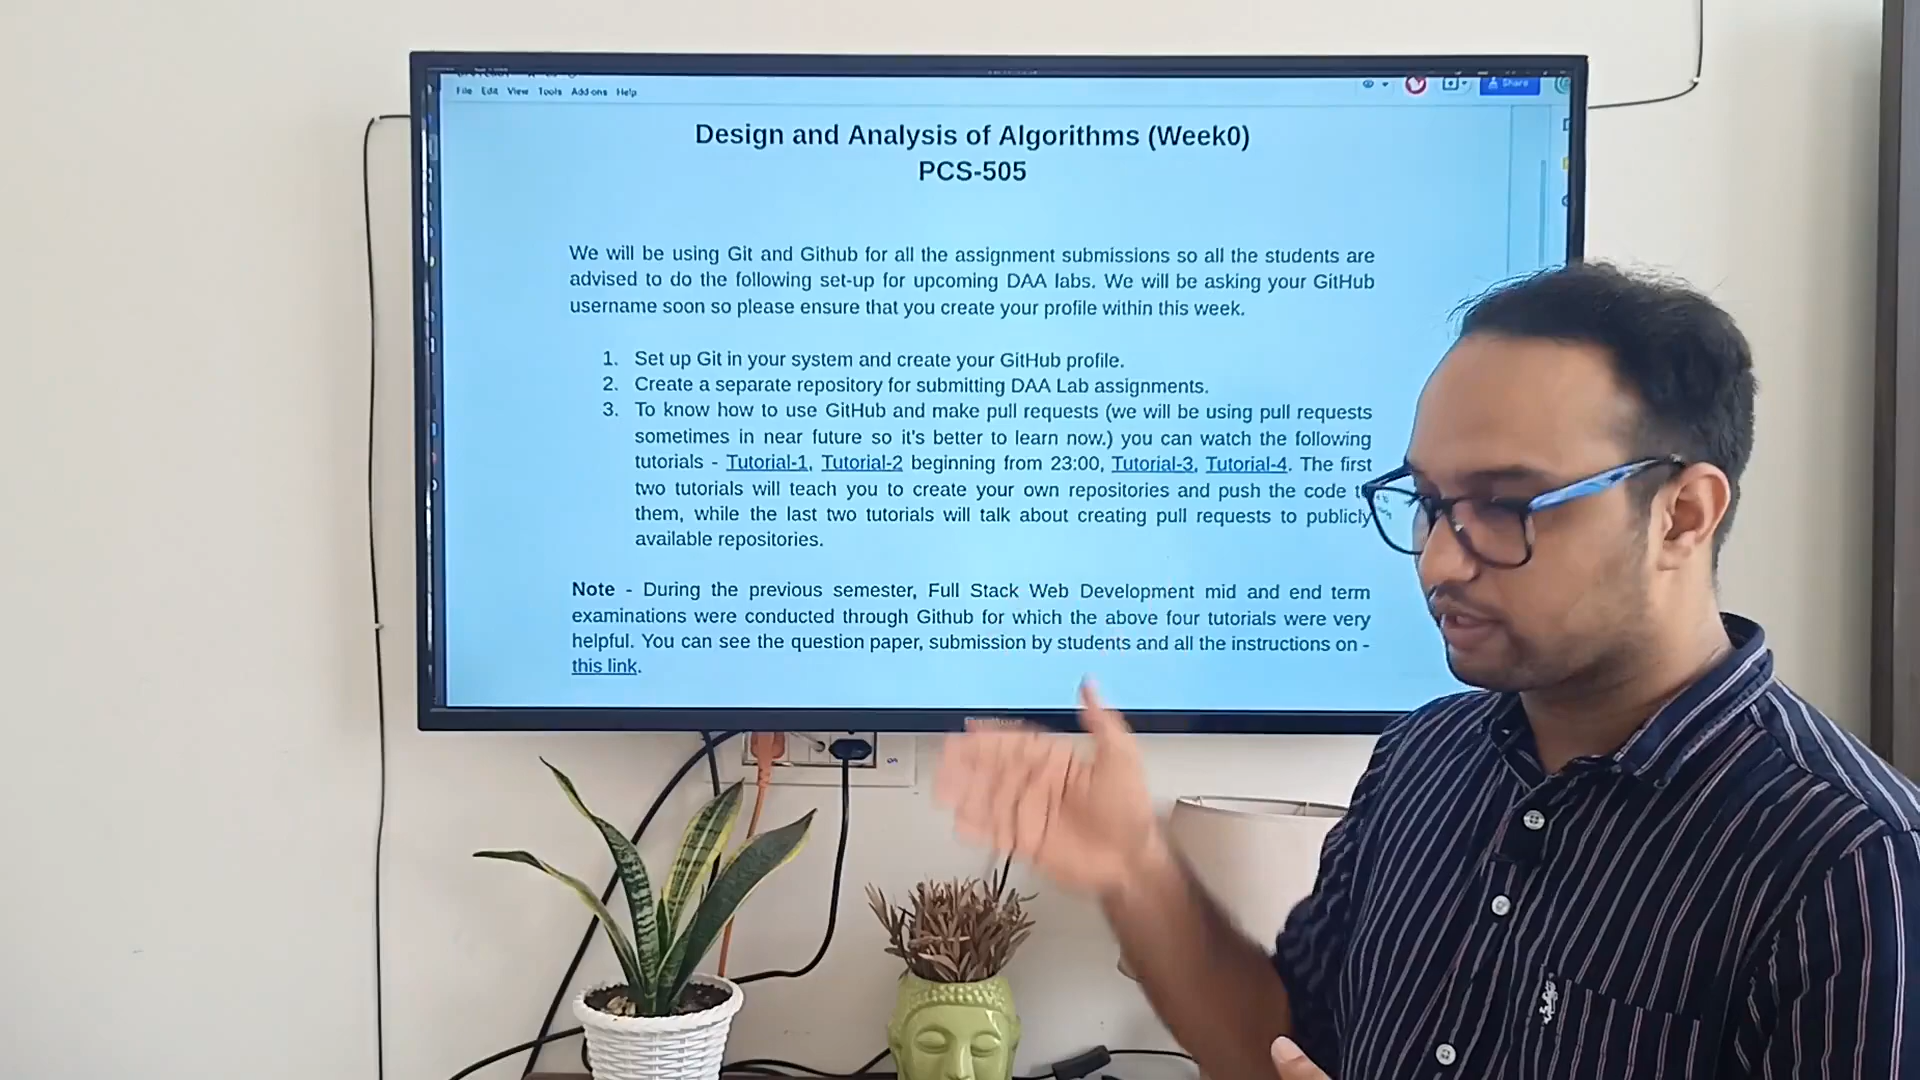 File Edit View Tools Add-ons Help
Share
Design and Analysis of Algorithms (Week0)
PCS-505
We will be using Git and Github for all the assignment submissions so all the students are
advised to do the following set-up for upcoming DAA labs. We will be asking your GitHub
username soon so please ensure that you create your profile within this week.
1. Set up Git in your system and create your GitHub profile.
2. Create a separate repository for submitting DAA Lab assignments.
3. To know how to use GitHub and make pull requests (we will be using pull requests
sometimes in near future so it's better to learn now.) you can watch the following
tutorials - Tutorial-1, Tutorial-2 beginning from 23:00, Tutorial-3, Tutorial-4. The first
two tutorials will teach you to create your own repositories and push the code
them, while the last two tutorials will talk about creating pull requests to publicly
available repositories.
Note - During the previous semester, Full Stack Web Development mid and end term
examinations were conducted through Github for which the above four tutorials were very
helpful. You can see the question paper, submission by students and all the instructions on -
this link.